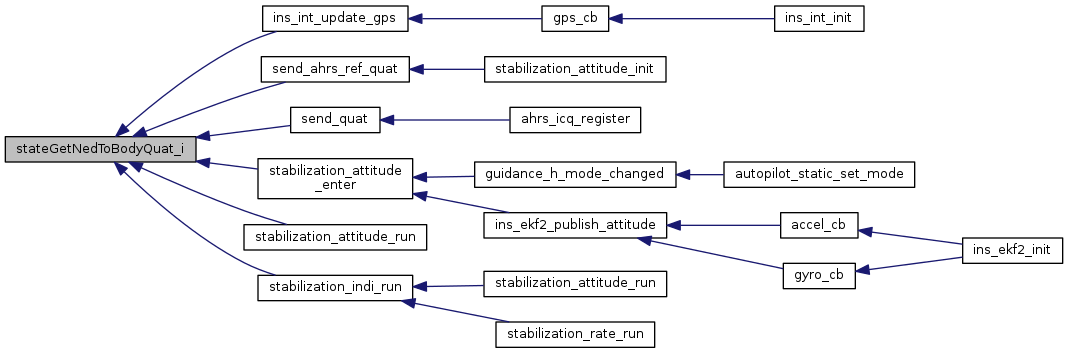 ins_int_update_gps
gps_cb
ins_int_init
send_ahrs_ref_quat
stabilization_attitude_init
send_quat
ahrs_icq_register
stateGetNedToBodyQuat_i
stabilization_attitude
_enter
guidance_h_mode_changed
autopilot_static_set_mode
ins_ekf2_publish_attitude
accel_cb
ins_ekf2_init
gyro_cb
stabilization_attitude_run
stabilization_indi_run
stabilization_attitude_run
stabilization_rate_run